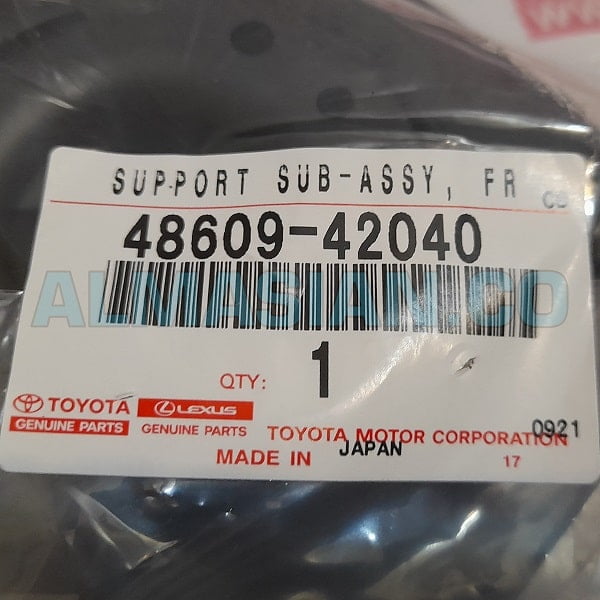 SUPPORT SUB-ASSY, FR
48609-42040
ALMASIAN.CO
QTY: 1
TOYOTA LEXUS
GENUINE PARTS GENUINE PARTS
TOYOTA MOTOR CORPORATION 0921
MADE IN JAPAN 17